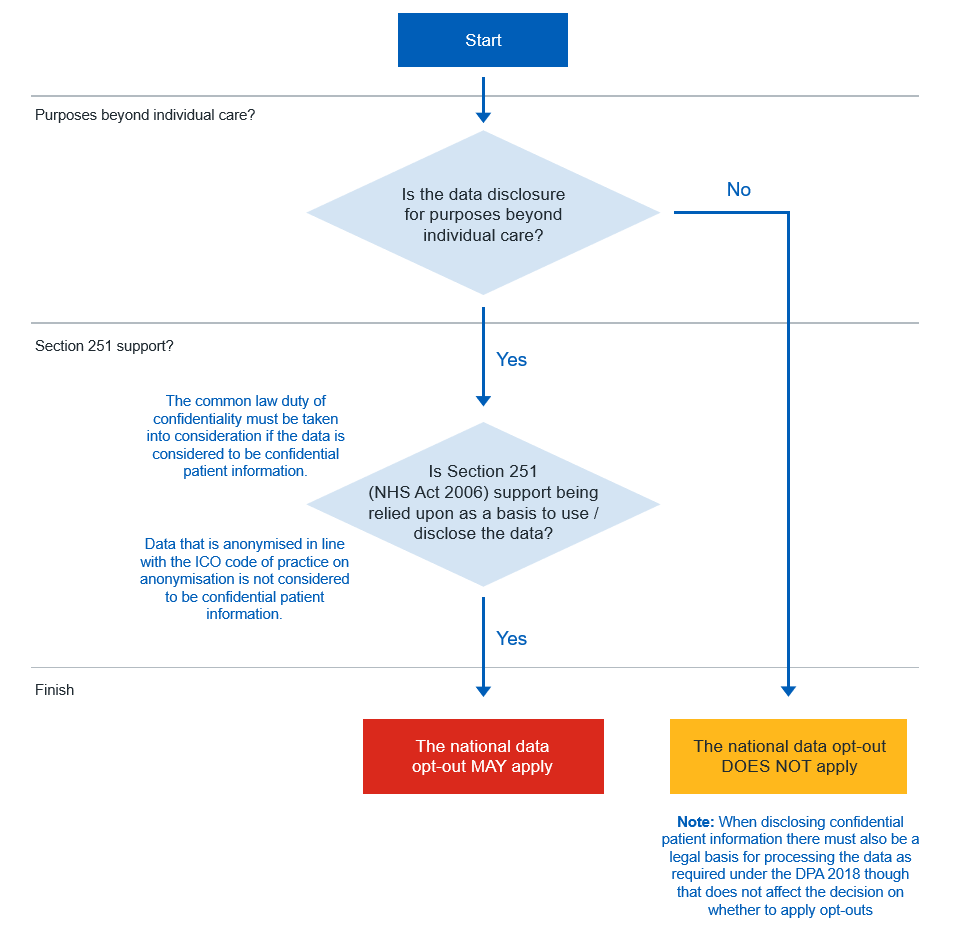 Start
Purposes beyond individual care?
Is the data disclosure
for purposes beyond
individual care?
No
Section 251 support?
Yes
The common law duty of
confidentiality must be taken
into consideration if the data is
considered to be confidential
patient information.
Is Section 251
(NHS Act 2006) support being
relied upon as a basis to use /
disclose the data?
Data that is anonymised in line
with the ICO code of practice on
anonymisation is not considered
to be confidential patient
information.
Yes
Finish
The national data
opt-out MAY apply
The national data opt-out
DOES NOT apply
Note: When disclosing confidential
patient information there must also be a
legal basis for processing the data as
required under the DPA 2018 though
that does not affect the decision on
whether to apply opt-outs